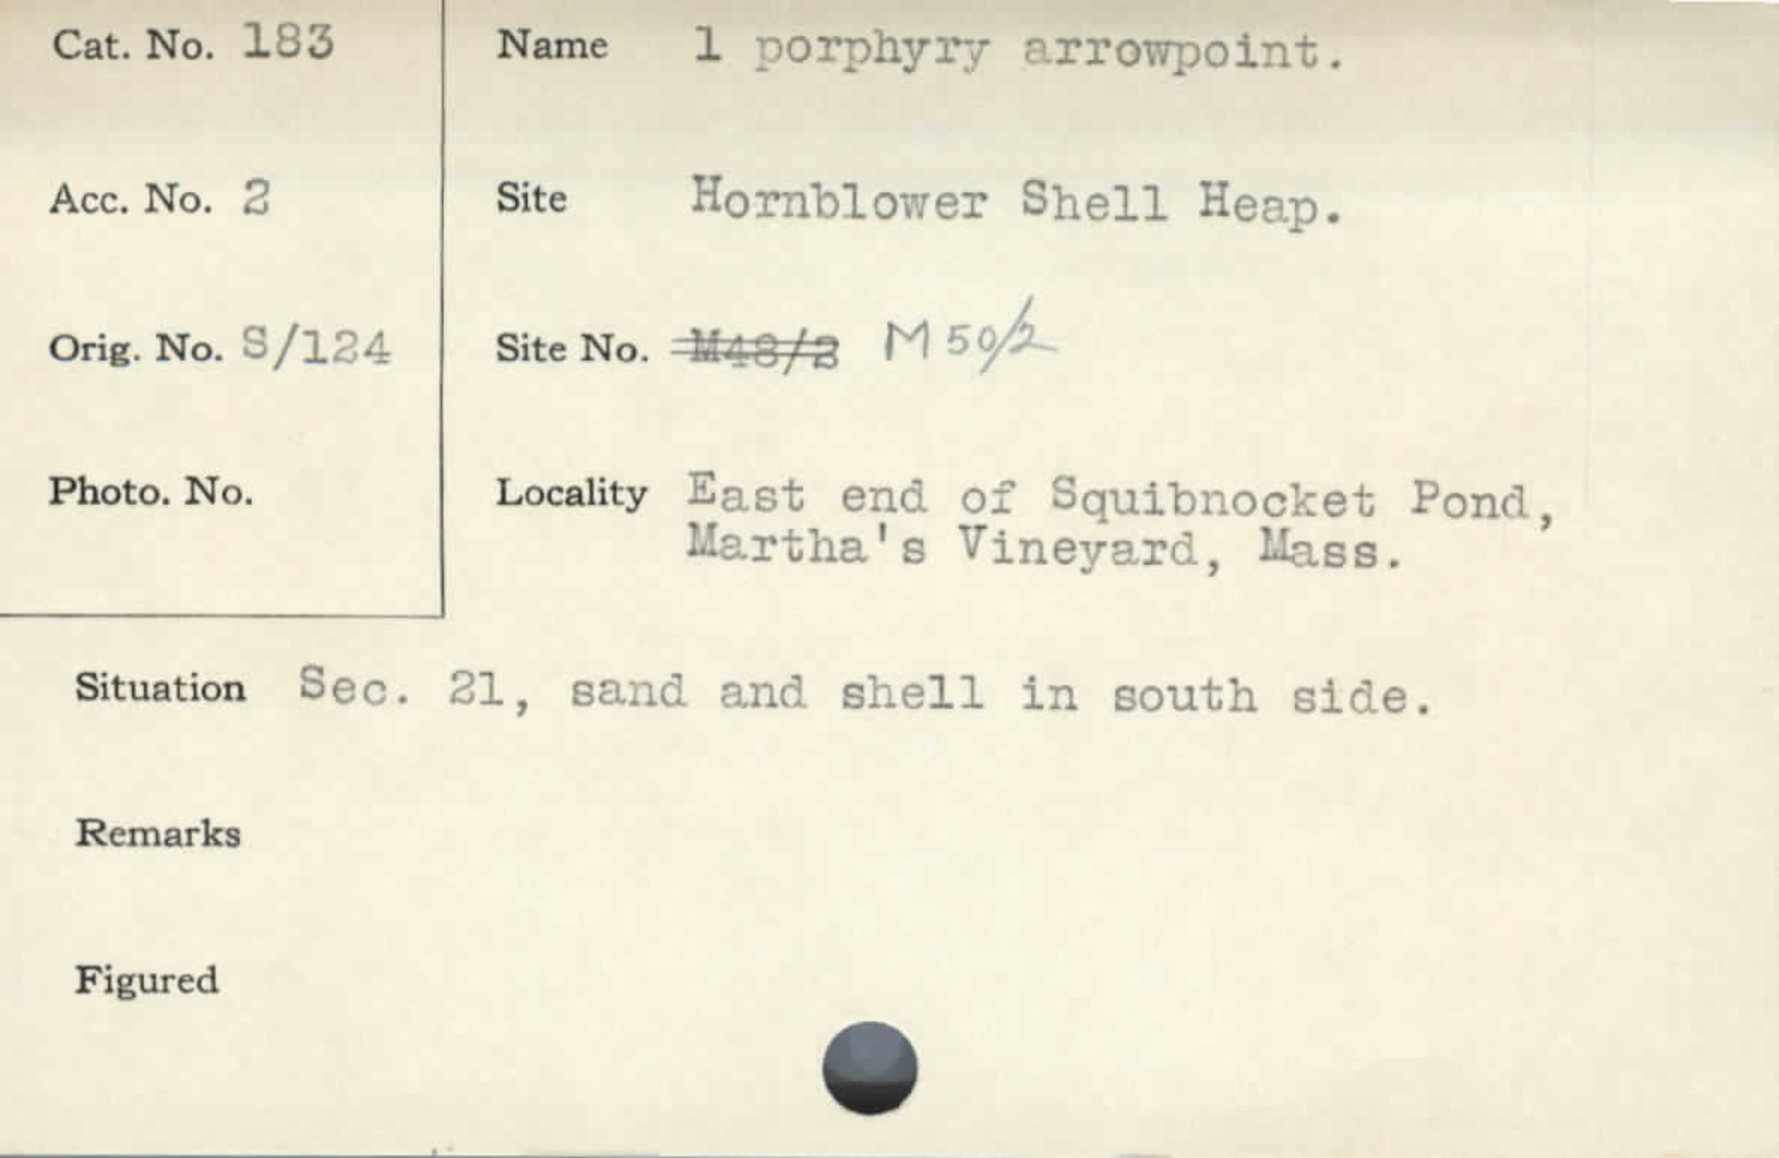 Cat. No. 183
Name 1 porphyry arrowpoint.
Acc. No. 2
Site Hornblower Shell Heap.
Orig. No. S/124
Site No. M48/2 M50/2
Photo. No.
Locality East end of Squibnocket Pond,
Martha's Vineyard, Mass.
Situation Sec. 21, sand and shell in south side.
Remarks
Figured